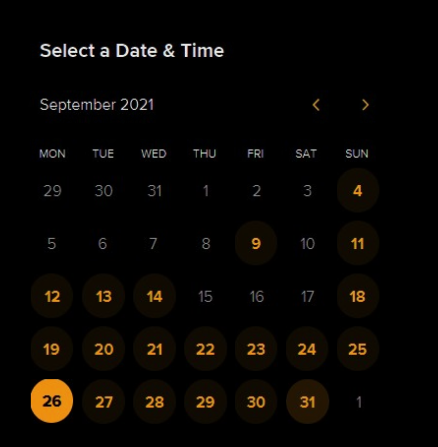 Select a Date & Time
September 2021
MON TUE WED THU FRI SAT SUN
29 30 31 1 2 3 4
5 6 7 8 9 10 11
12 13 14 15 16 17 18
19 20 21 22 23 24 25
26 27 28 29 30 31 1